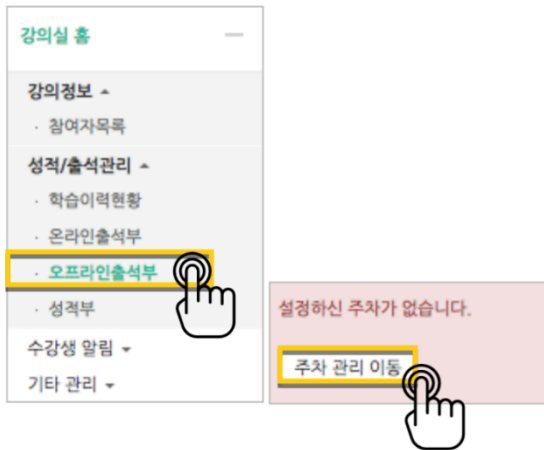 강의실 홈
강의정보
· 참여자목록
성적/출석관리
· 학습이력현황
· 온라인출석부
· 오프라인출석부
· 성적부
수강생 알림
기타 관리
설정하신 주차가 없습니다.
주차 관리 이동